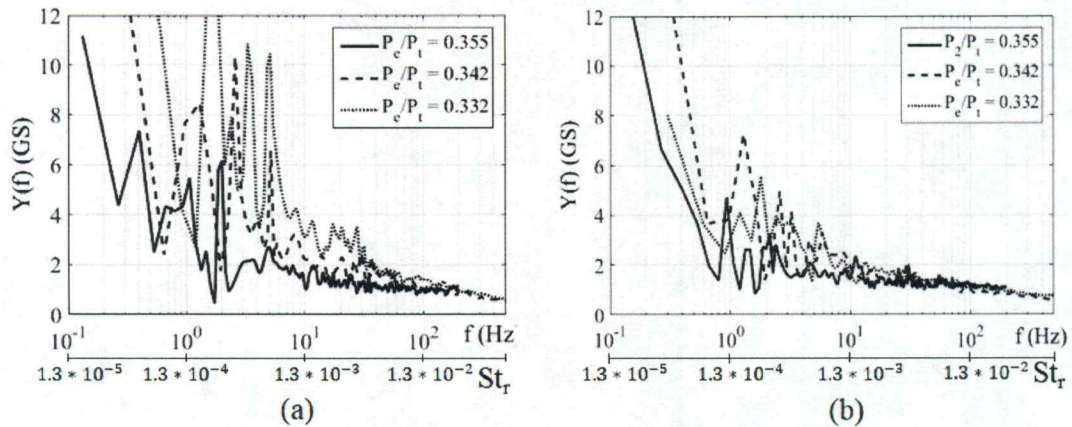 12
10
8
6
4
2
0
Y(f) (GS)
P_e/P_t = 0.355
P_e/P_t = 0.342
P_e/P_t = 0.332
10^-1 10^0 10^1 10^2 f (Hz
1.3 * 10^-5 1.3 * 10^-4 1.3 * 10^-3 1.3 * 10^-2 St_r
(a)
12
10
8
6
4
2
0
Y(f) (GS)
P_2/P_t = 0.355
P_e/P_t = 0.342
P_e/P_t = 0.332
10^-1 10^0 10^1 10^2 f (Hz)
1.3 * 10^-5 1.3 * 10^-4 1.3 * 10^-3 1.3 * 10^-2 St_r
(b)